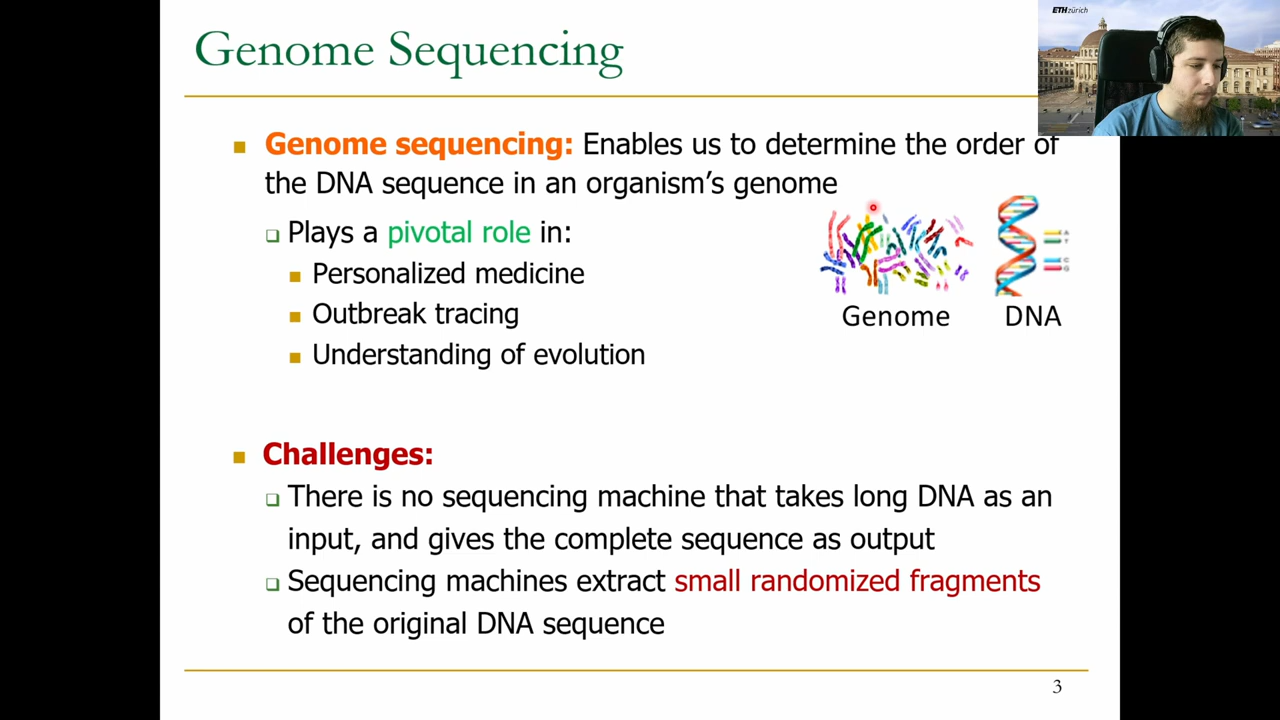 Genome Sequencing
ETH zürich
Genome sequencing: Enables us to determine the order of
the DNA sequence in an organism's genome
Plays a pivotal role in:
Personalized medicine
Outbreak tracing
Understanding of evolution
A
T
C
G
Genome
DNA
Challenges:
There is no sequencing machine that takes long DNA as an
input, and gives the complete sequence as output
Sequencing machines extract small randomized fragments
of the original DNA sequence
3